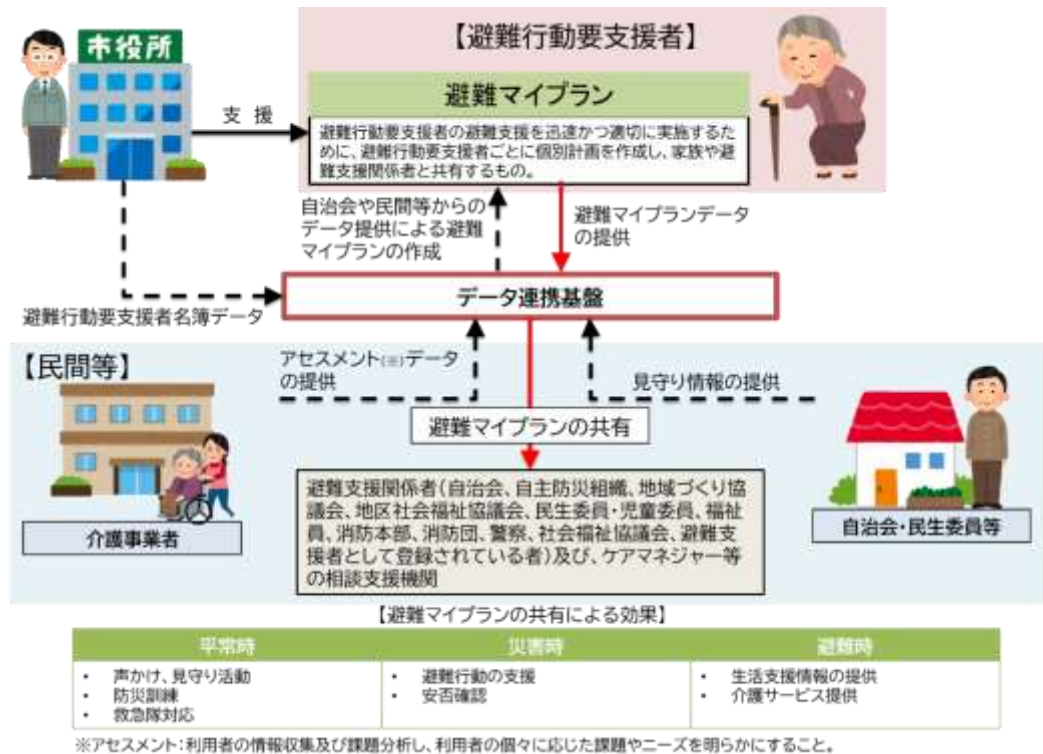 市役所
【避難行動要支援者】
避難マイプラン
支 援
避難行動要支援者の避難支援を迅速かつ適切に実施するた
めに、避難行動要支援者ごとに個別計画を作成し、家族や避
難支援関係者と共有するもの。
自治会や民間等からの
データ提供による避難
マイプランの作成
避難マイプランデータ
の提供
データ連携基盤
避難行動要支援者名簿データ
【民間等】
アセスメント(※)データ
の提供
見守り情報の提供
避難マイプランの共有
介護事業者
避難支援関係者(自治会、自主防災組織、地域づくり協
議会、地区社会福祉協議会、民生委員・児童委員、福祉
員、消防本部、消防団、警察、社会福祉協議会、避難支
援者として登録されている者)及び、ケアマネジャー等
の相談支援機関
自治会・民生委員等
【避難マイプランの共有による効果】
平常時
災害時
避難時
• 声かけ、見守り活動
• 防災訓練
• 救急隊対応
• 避難行動の支援
• 安否確認
• 生活支援情報の提供
• 介護サービス提供
※アセスメント:利用者の情報収集及び課題分析し、利用者の個々に応じた課題やニーズを明らかにすること。